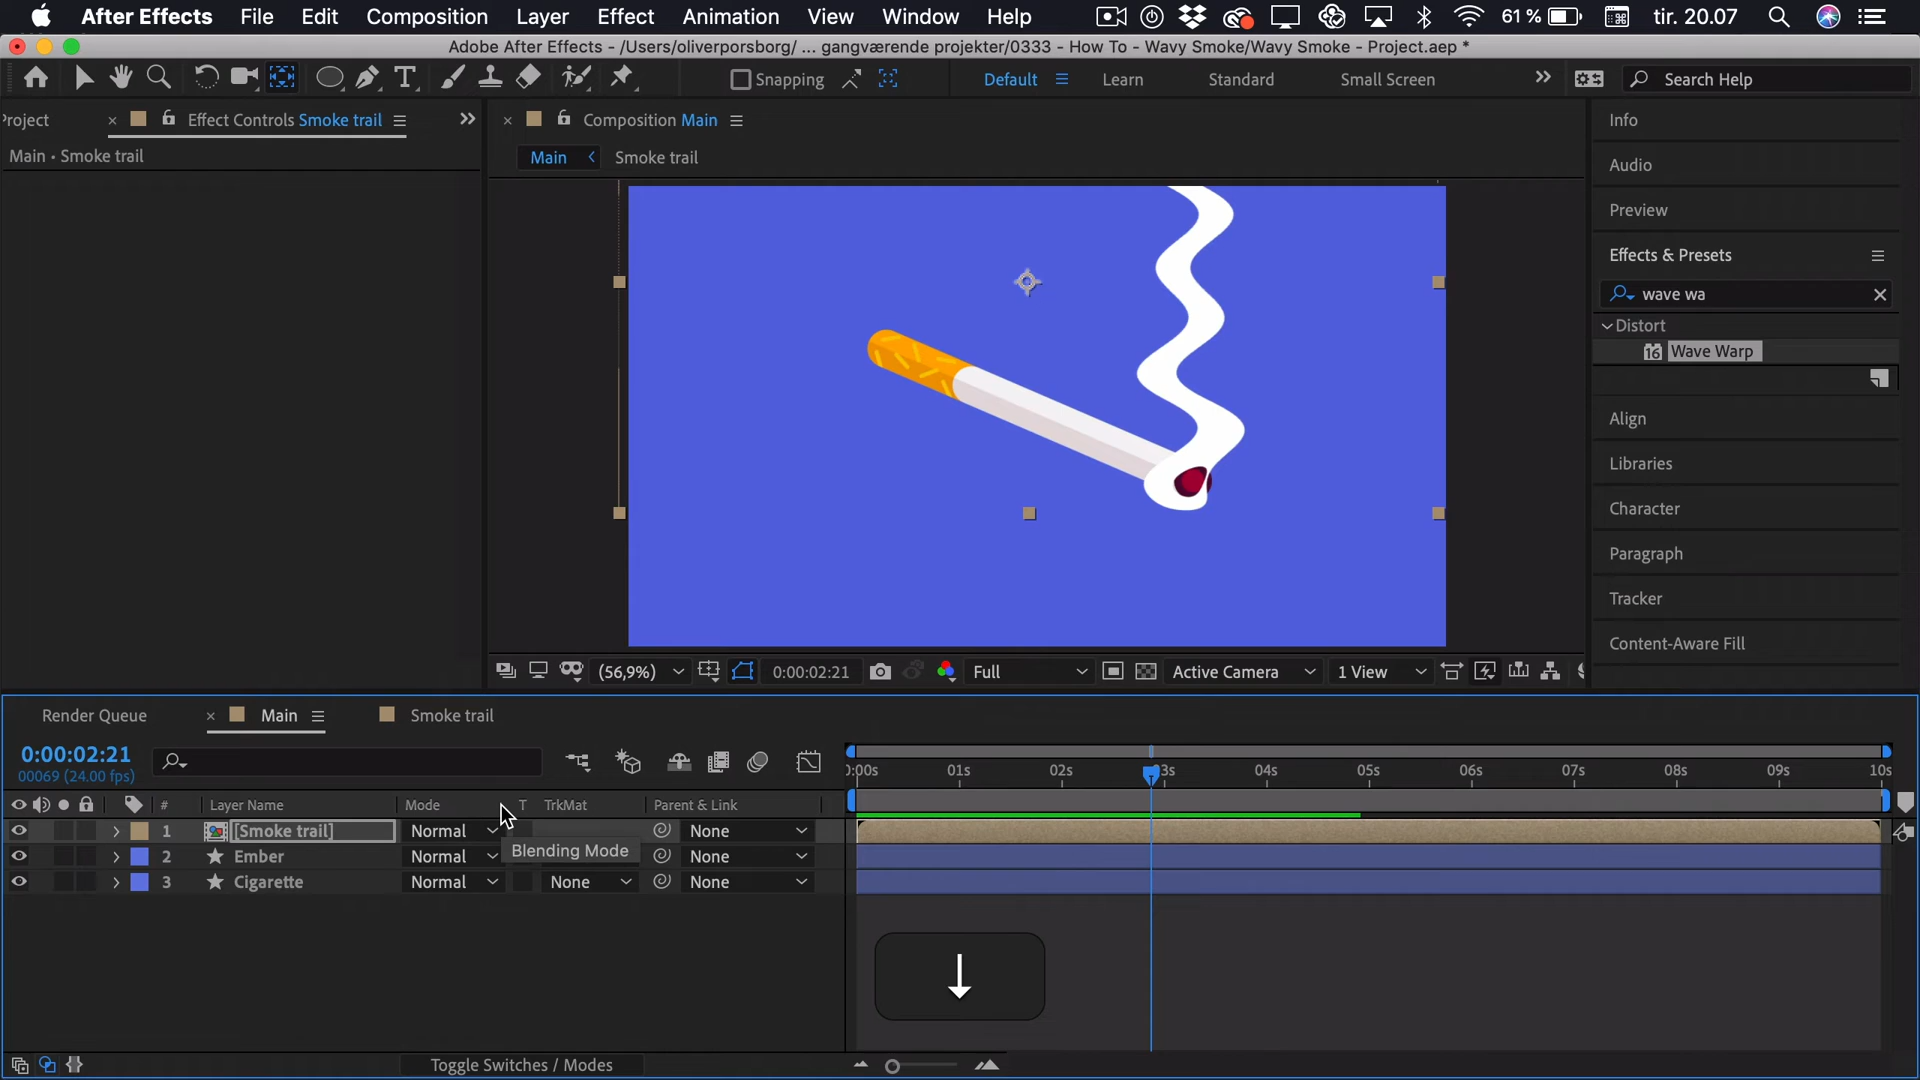 After Effects File Edit Composition Layer Effect Animation View Window Help 61 % tir. 20.07
Adobe After Effects - /Users/oliverporsborg/ ... gangværende projekter/0333 - How To - Wavy Smoke/Wavy Smoke - Project.aep *
Snapping Default Learn Standard Small Screen Search Help
Project Effect Controls Smoke trail
Main • Smoke trail
Composition Main
Main Smoke trail
Info
Audio
Preview
Effects & Presets
wave wa
Distort
16 Wave Warp
Align
Libraries
Character
Paragraph
Tracker
Content-Aware Fill
(56,9%) 0:00:02:21 Full Active Camera 1 View
Render Queue Main Smoke trail
0:00:02:21
00069 (24.00 fps)
0:00s 01s 02s 03s 04s 05s 06s 07s 08s 09s 10s
# Layer Name Mode T TrkMat Parent & Link
1 [Smoke trail] Normal None
Blending Mode
2 Ember Normal None
3 Cigarette Normal None None
Toggle Switches / Modes